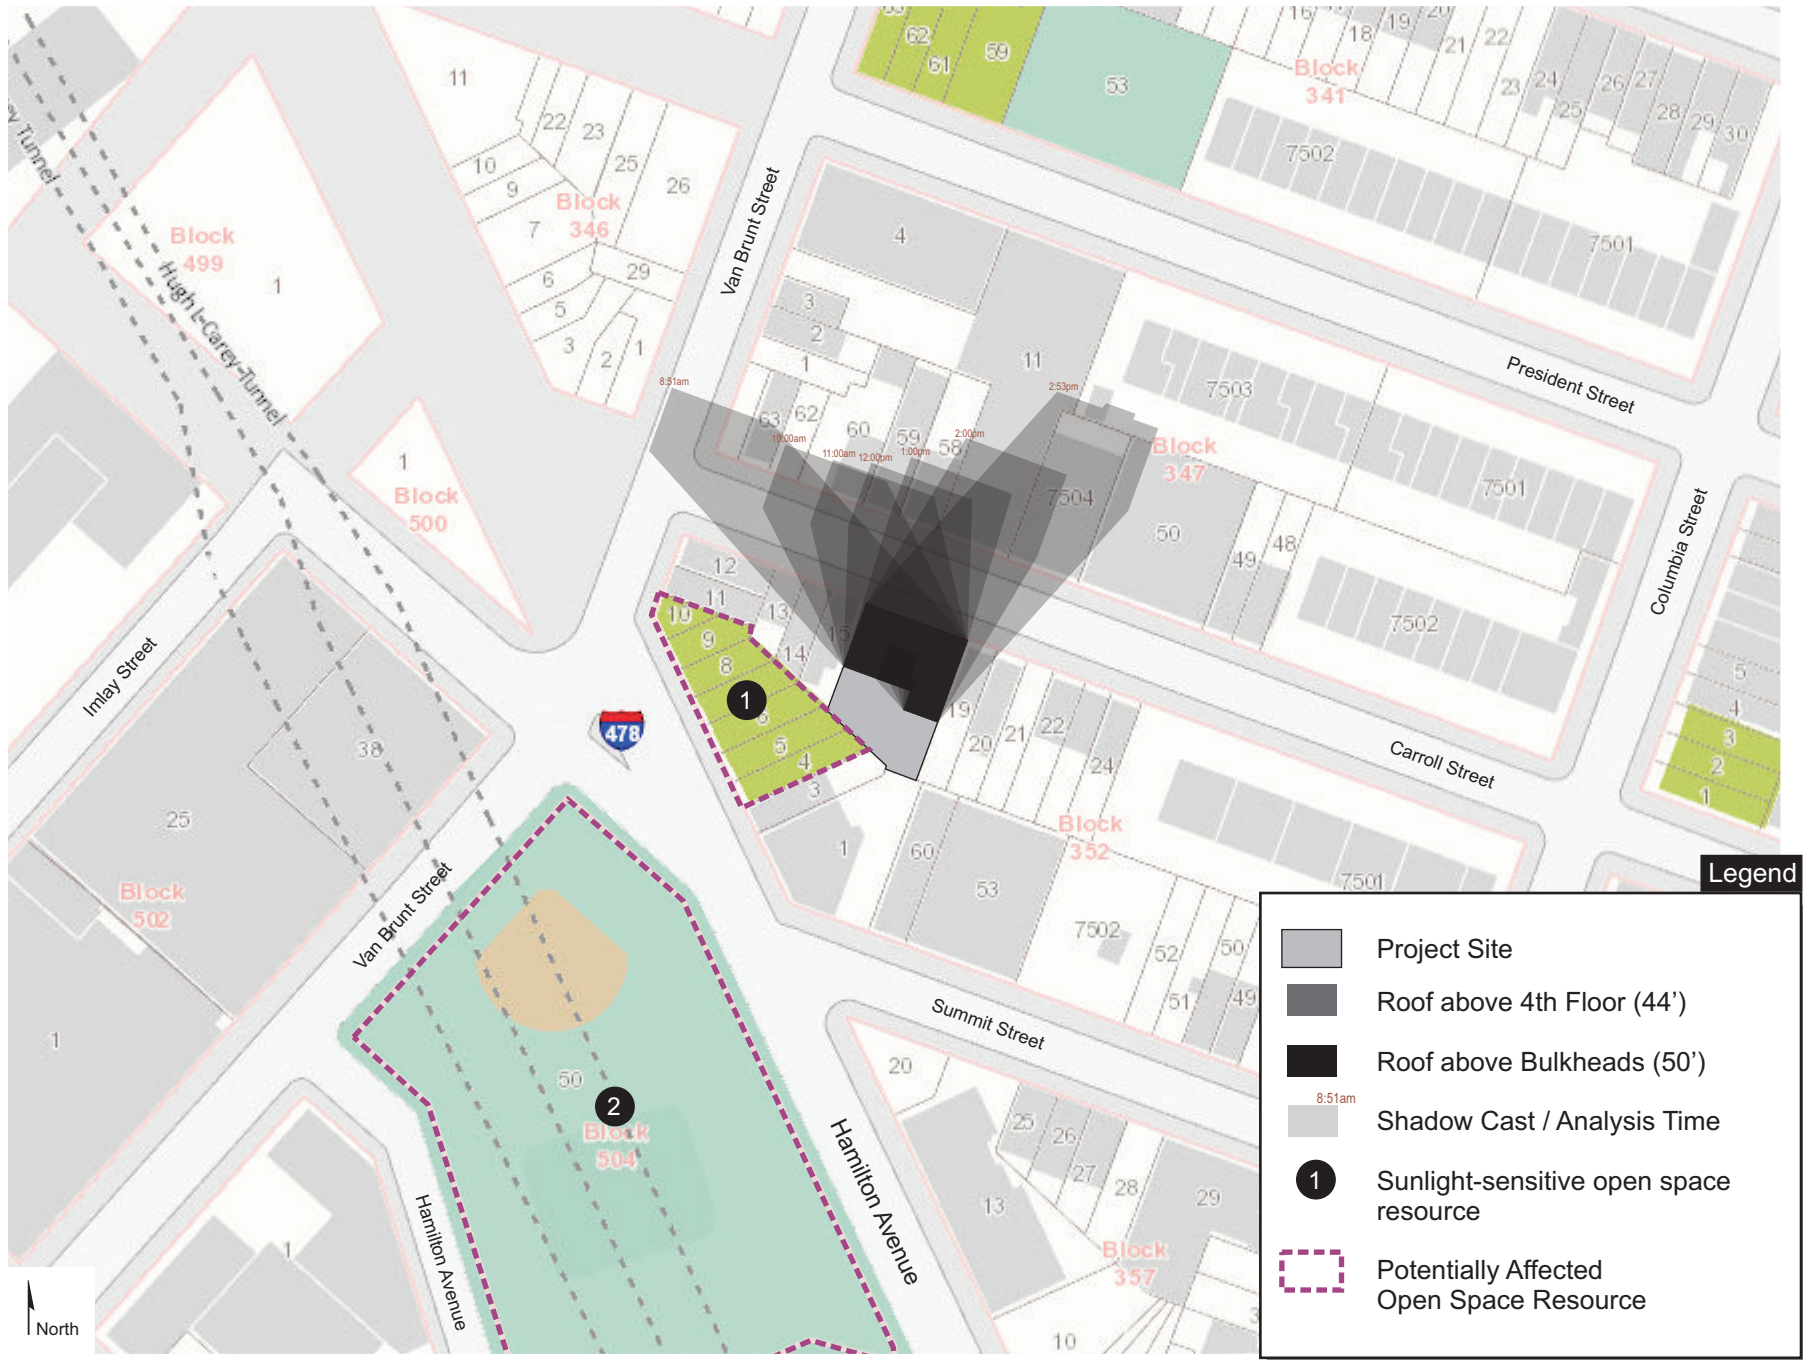 62
61
59
53
Block
341
16
18
19
20
21
22
23
24
25
26
27
28
29
30
7502
7501
11
22
23
25
26
10
9
7
Block
346
29
6
5
3
2
1
Block
499
1
Hugh L Carey Tunnel
ey Tunnel
Van Brunt Street
4
3
2
1
11
63
62
60
59
58
8:51am
10:00am
11:00am
12:00pm
1:00pm
2:00pm
2:53pm
7503
President Street
Block
347
7501
7504
50
49
48
7502
Columbia Street
1
Block
500
12
11
10
13
9
8
14
15
1
6
5
4
3
1
478
Imlay Street
38
25
Block
502
1
Van Brunt Street
19
20
21
22
24
Carroll Street
5
4
3
2
1
Block
352
60
53
7501
7502
52
51
50
49
Summit Street
50
2
Block
504
Hamilton Avenue
Hamilton Avenue
1
20
25
26
27
28
29
13
Block
357
10
3
North
Legend
Project Site
Roof above 4th Floor (44’)
Roof above Bulkheads (50’)
8:51am
Shadow Cast / Analysis Time
1
Sunlight-sensitive open space
resource
Potentially Affected
Open Space Resource